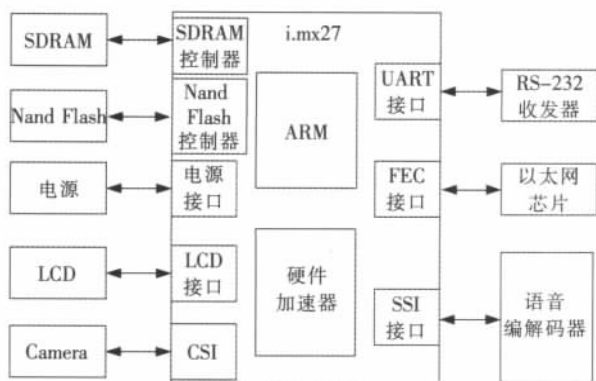 SDRAM
SDRAM
控制器
i.mx27
Nand Flash
Nand
Flash
控制器
ARM
UART
接口
RS-232
收发器
电源
电源
接口
FEC
接口
以太网
芯片
LCD
LCD
接口
硬件
加速器
SSI
接口
语音
编解码器
Camera
CSI